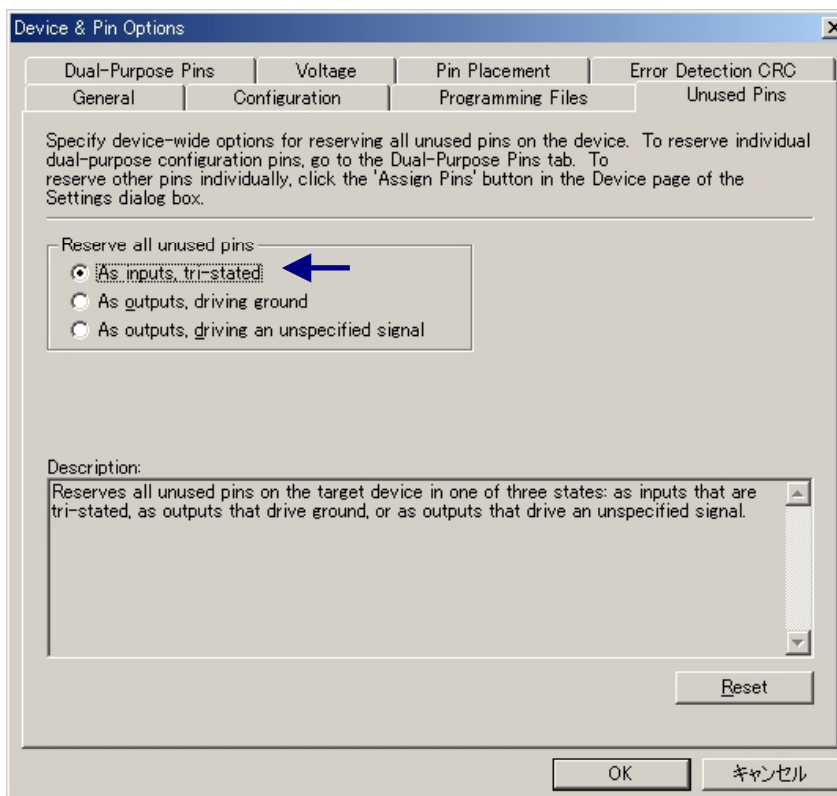 Device & Pin Options
Dual-Purpose Pins
Voltage
Pin Placement
Error Detection CRC
General
Configuration
Programming Files
Unused Pins
Specify device-wide options for reserving all unused pins on the device. To reserve individual
dual-purpose configuration pins, go to the Dual-Purpose Pins tab. To
reserve other pins individually, click the 'Assign Pins' button in the Device page of the
Settings dialog box.
Reserve all unused pins
As inputs, tri-stated
As outputs, driving ground
As outputs, driving an unspecified signal
Description:
Reserves all unused pins on the target device in one of three states: as inputs that are
tri-stated, as outputs that drive ground, or as outputs that drive an unspecified signal.
Reset
OK
キャンセル